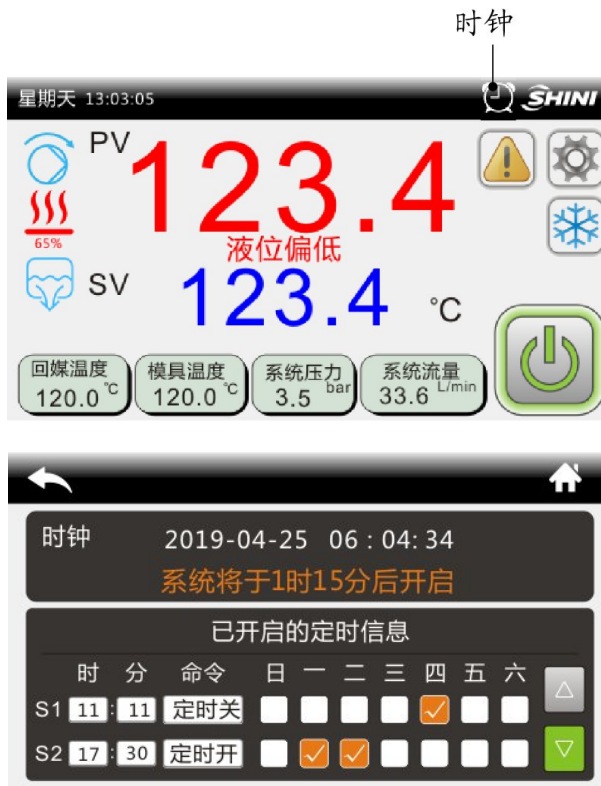 时钟
星期天 13:03:05
SHINI
PV 123.4
65%
液位偏低
SV 123.4 ℃
回媒温度
120.0 ℃
模具温度
120.0 ℃
系统压力
3.5 bar
系统流量
33.6 L/min
时钟 2019-04-25 06:04:34
系统将于1时15分后开启
已开启的定时信息
时 分 命令 日 一 二 三 四 五 六
S1 11:11 定时关
S2 17:30 定时开